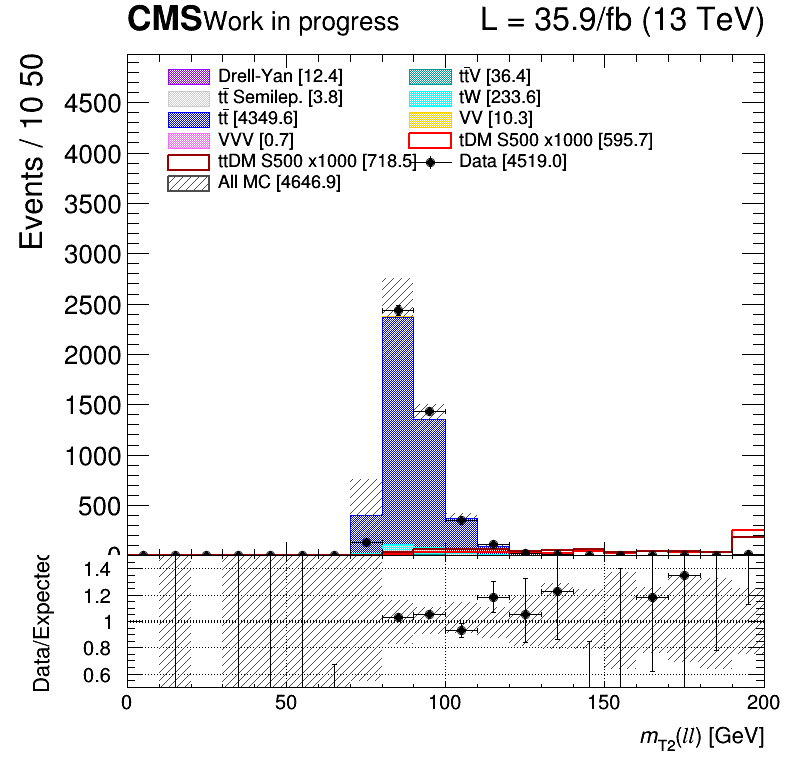 CMS Work in progress L = 35.9/fb (13 TeV)
Events / 10 50
Drell-Yan [12.4] tt̄V [36.4]
tt̄ Semilep. [3.8] tW [233.6]
tt̄ [4349.6] VV [10.3]
VVV [0.7] tDM S500 x1000 [595.7]
ttDM S500 x1000 [718.5] Data [4519.0]
All MC [4646.9]
4500
4000
3500
3000
2500
2000
1500
1000
500
0
Data/Expected
1.4
1.2
1
0.8
0.6
0 50 100 150 200
mT2(ll) [GeV]